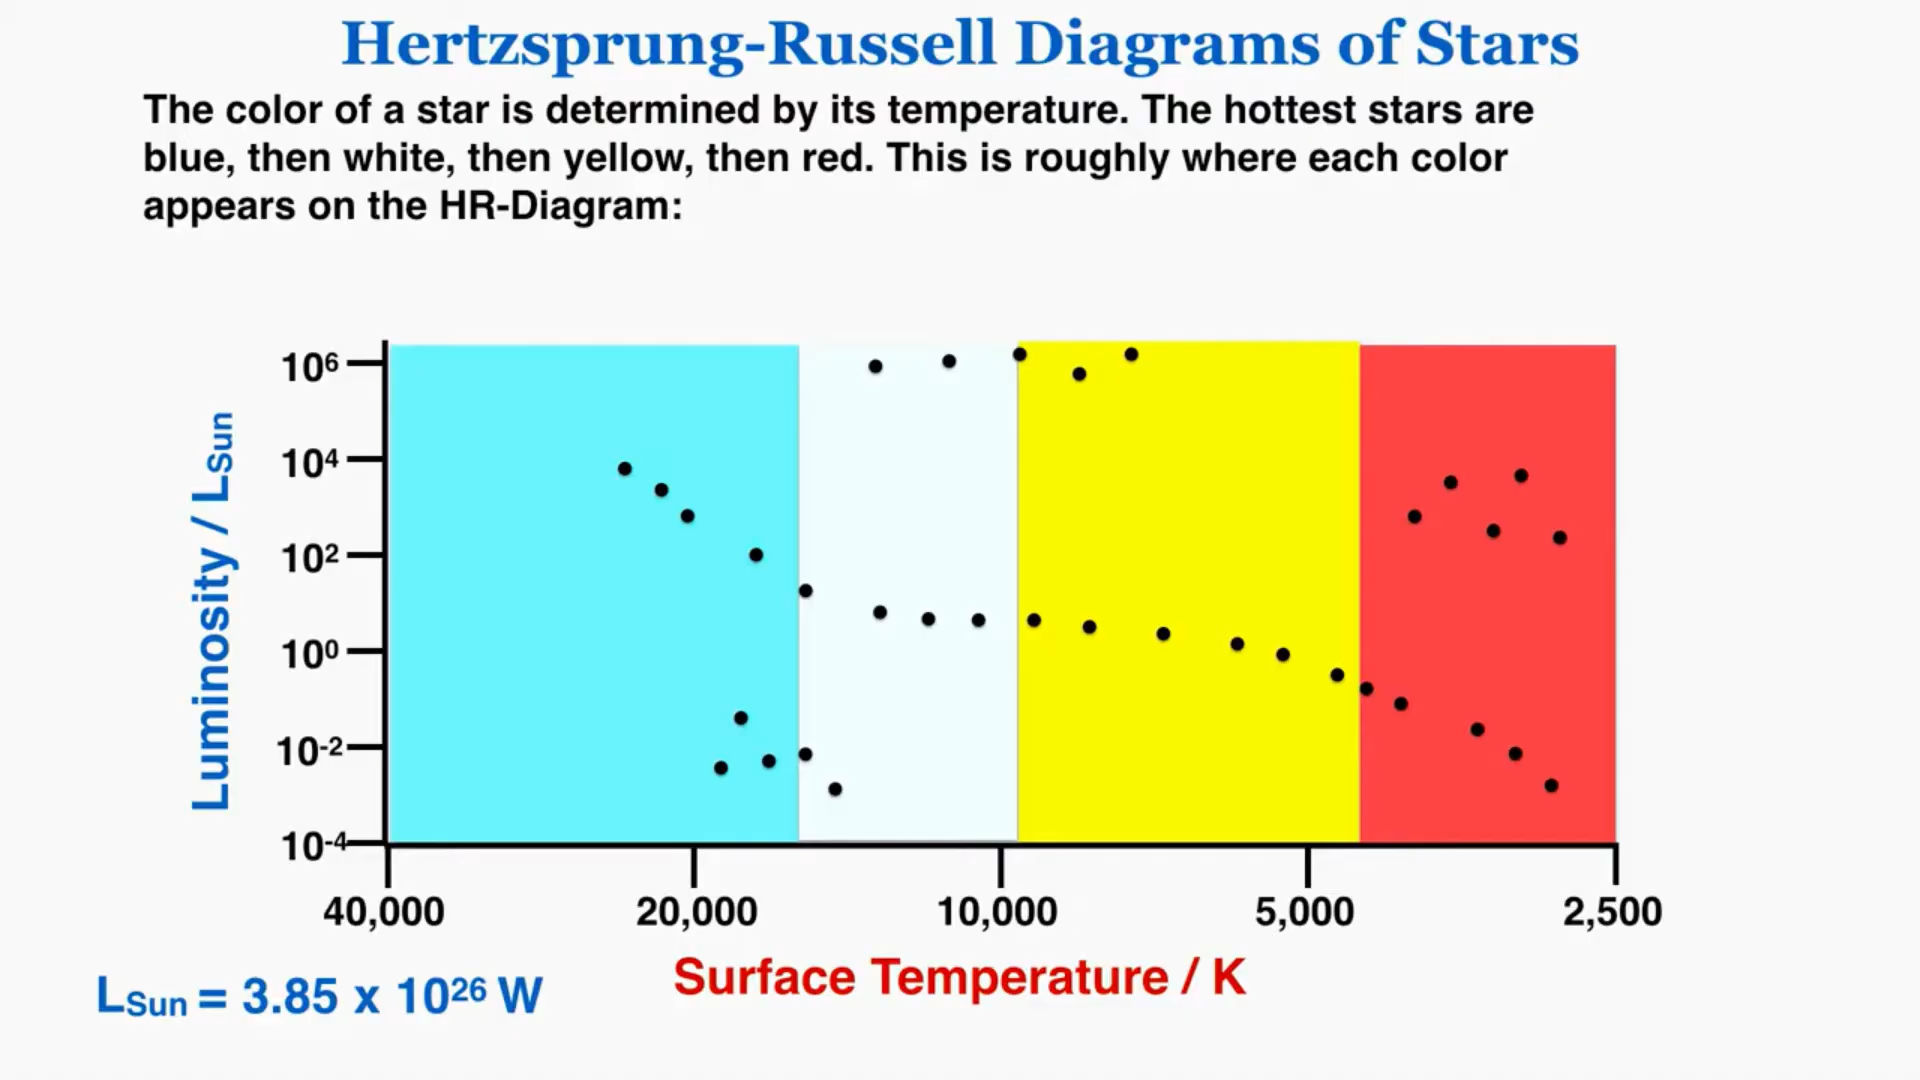 Hertzsprung-Russell Diagrams of Stars
The color of a star is determined by its temperature. The hottest stars are
blue, then white, then yellow, then red. This is roughly where each color
appears on the HR-Diagram:
Luminosity / LSun
10⁶
10⁴
10²
10⁰
10⁻²
10⁻⁴
40,000
20,000
10,000
5,000
2,500
Surface Temperature / K
LSun = 3.85 x 10²⁶ W